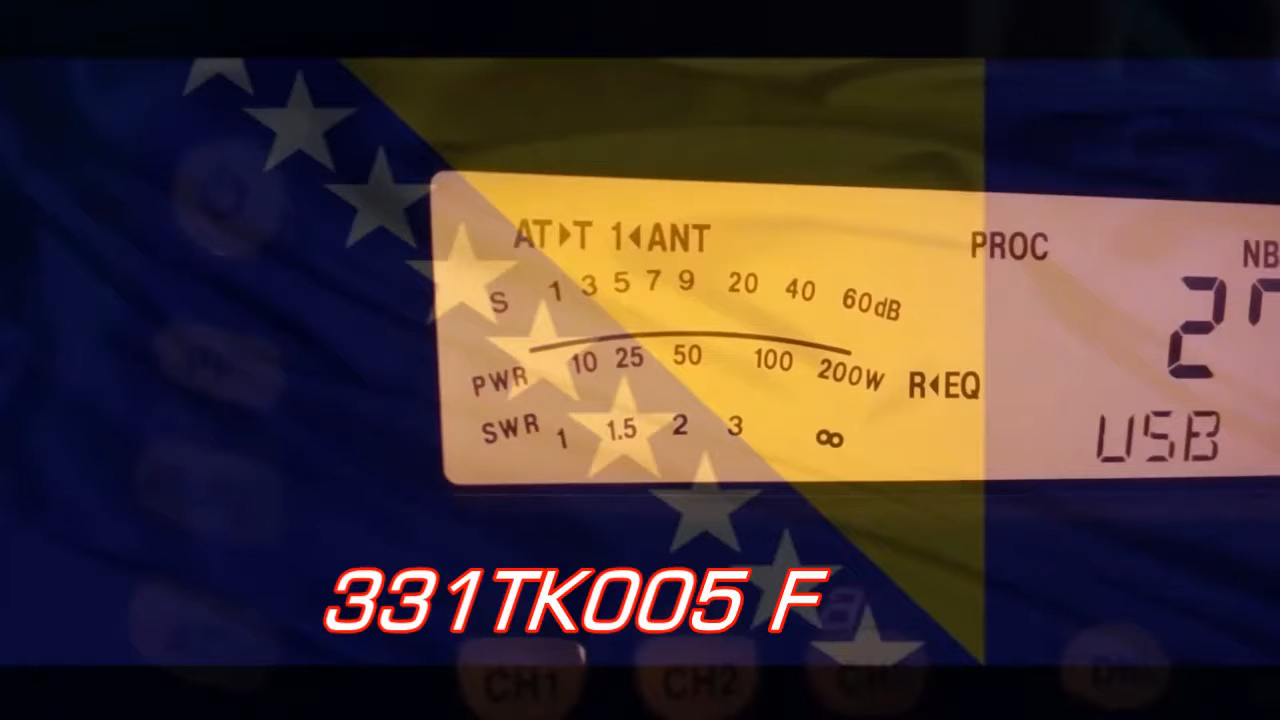 AT▶T 1◀ANT PROC NB
S 1 3 5 7 9 20 40 60dB
PWR 10 25 50 100 200W R◀EQ
SWR 1 1.5 2 3 ∞
USB
331TK005 Fa
CH1 CH2